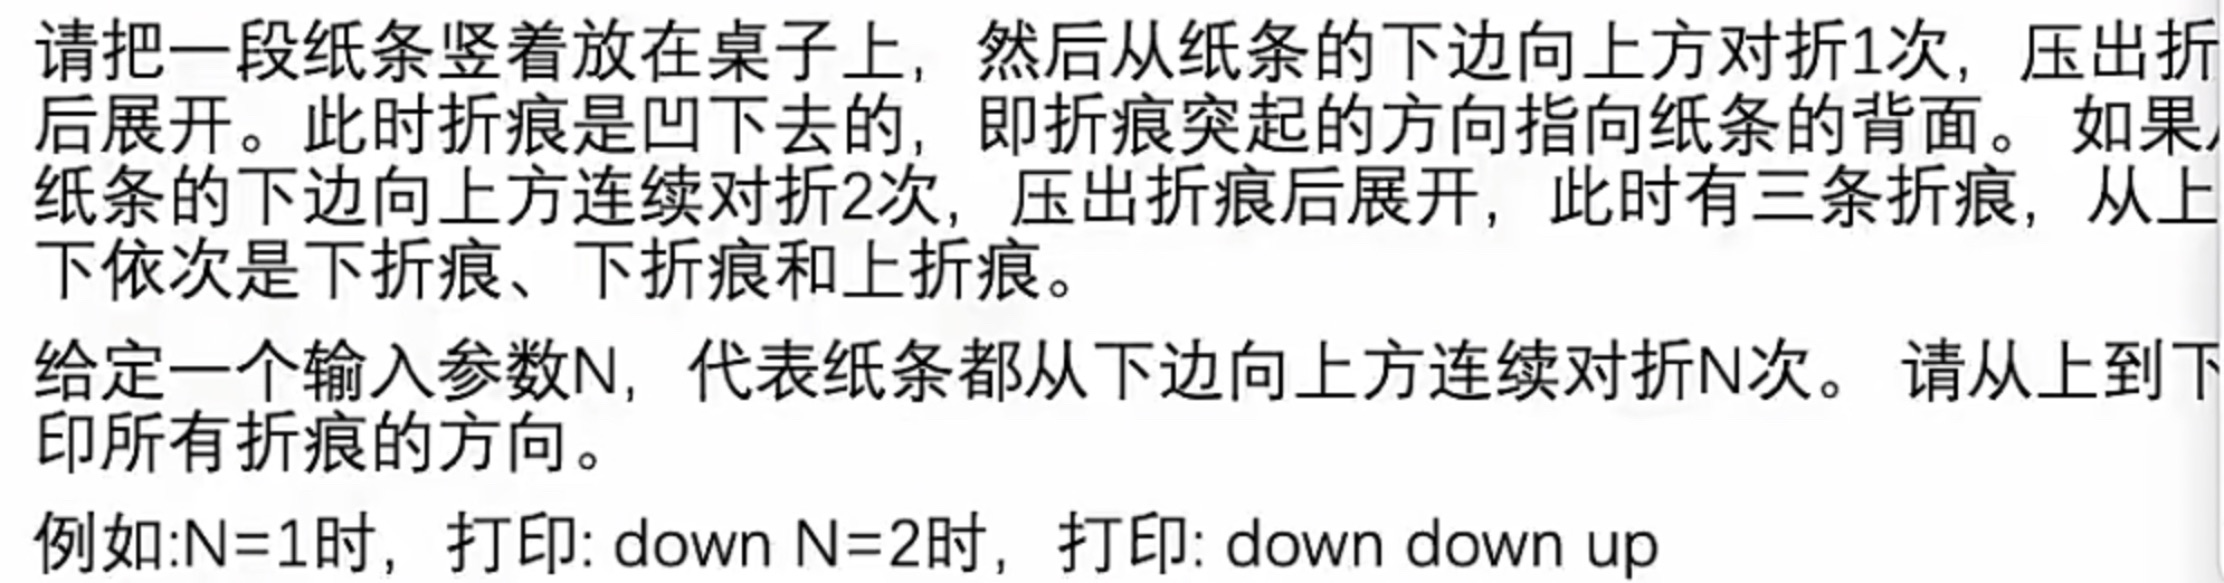 请把一段纸条竖着放在桌子上，然后从纸条的下边向上方对折1次，压出折
后展开。此时折痕是凹下去的，即折痕突起的方向指向纸条的背面。 如果
纸条的下边向上方连续对折2次，压出折痕后展开，此时有三条折痕，从上
下依次是下折痕、下折痕和上折痕。
给定一个输入参数N，代表纸条都从下边向上方连续对折N次。 请从上到下
印所有折痕的方向。
例如:N=1时，打印: down N=2时，打印: down down up